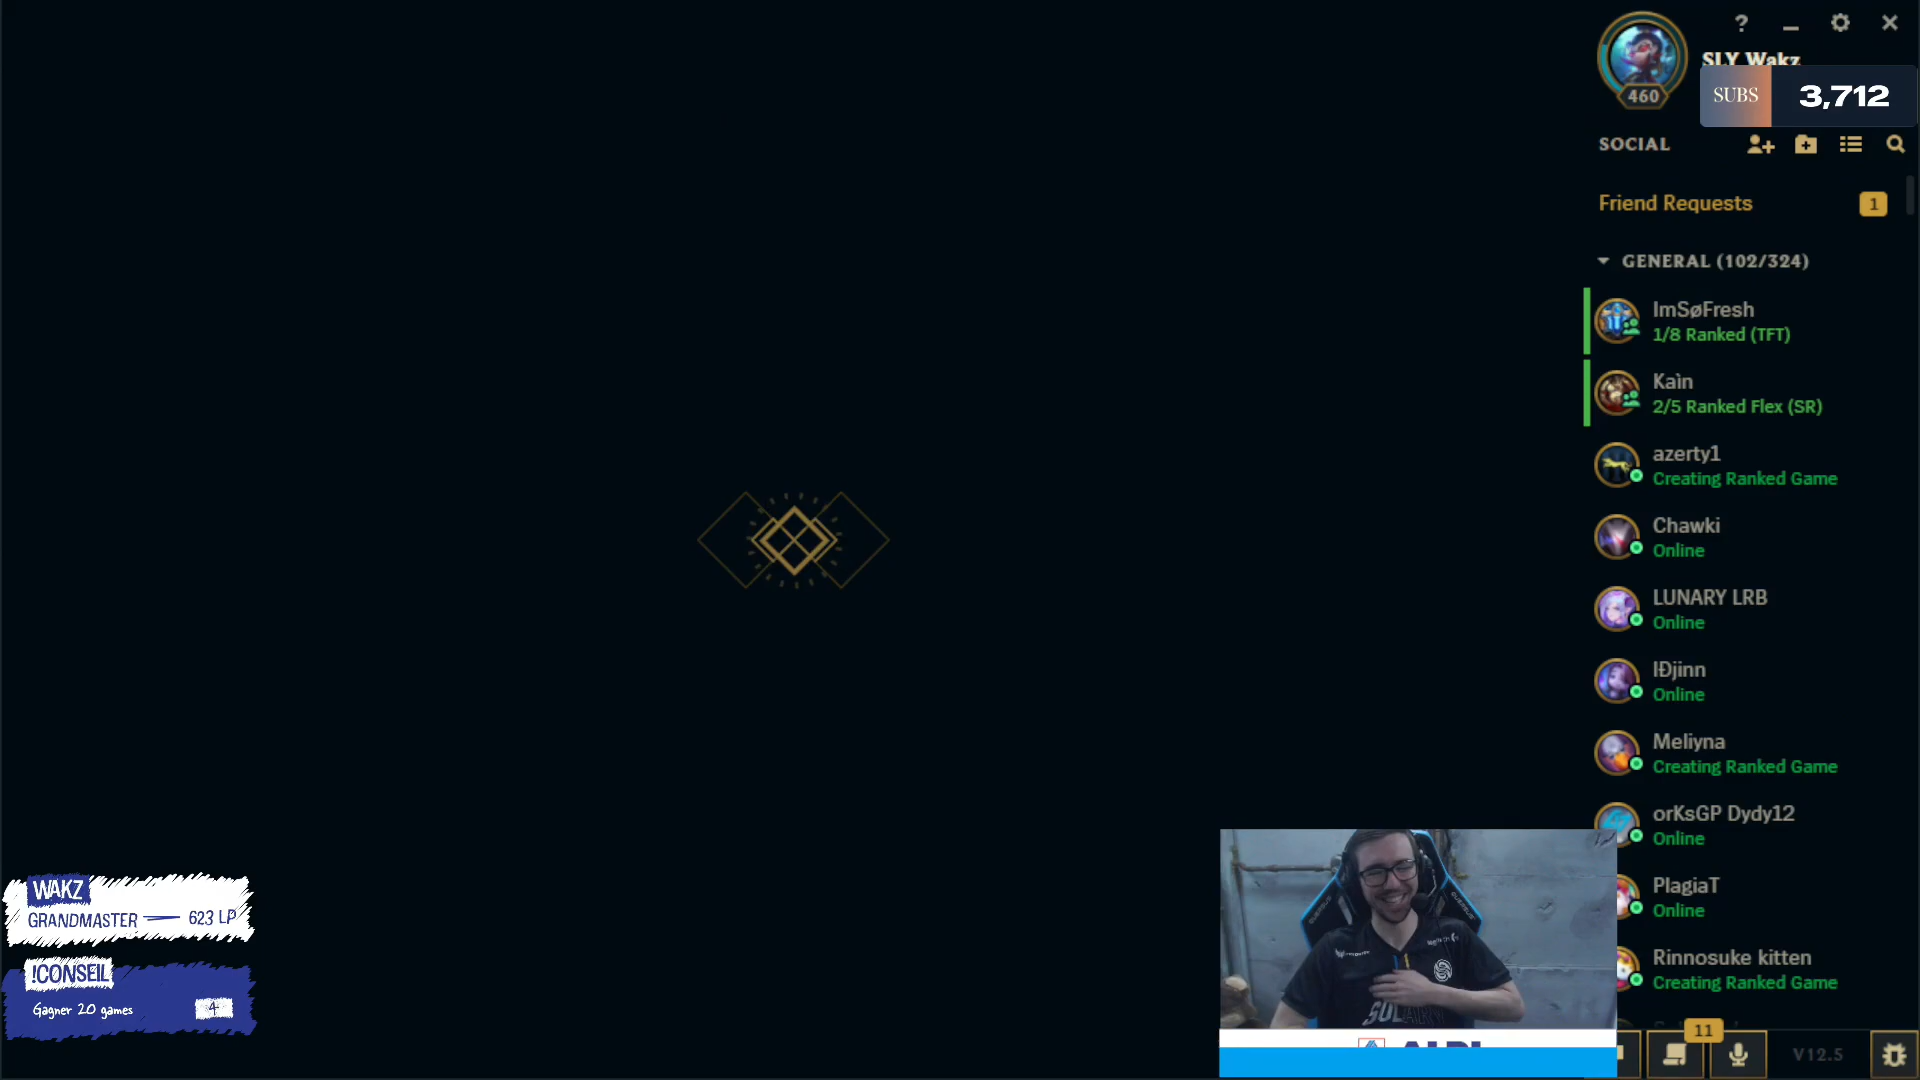 ?
SLY Wakz
460
SUBS 3,712
SOCIAL
Friend Requests 1
GENERAL (102/324)
ImSøFresh
1/8 Ranked (TFT)
Kaìn
2/5 Ranked Flex (SR)
azerty1
Creating Ranked Game
Chawki
Online
LUNARY LRB
Online
IÐjinn
Online
Meliyna
Creating Ranked Game
orKsGP Dydy12
Online
PlagiaT
Online
Rinnosuke kitten
Creating Ranked Game
11
V12.5
WAKZ
GRANDMASTER 623 LP
!CONSEIL
Gagner 20 games 4